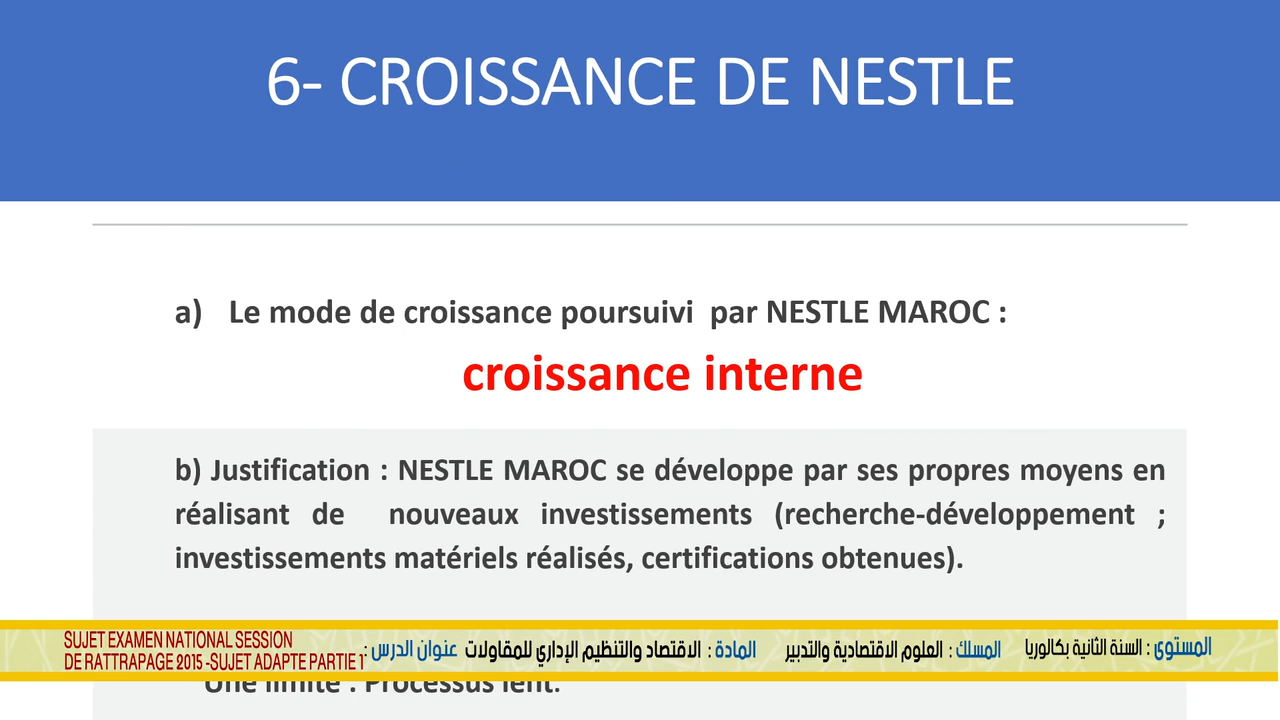 6- CROISSANCE DE NESTLE
a) Le mode de croissance poursuivi par NESTLE MAROC :
croissance interne
b) Justification : NESTLE MAROC se développe par ses propres moyens en
réalisant de nouveaux investissements (recherche-développement ;
investissements matériels réalisés, certifications obtenues).
المستوى : السنة الثانية بكالوريا
المسلك : العلوم الاقتصادية والتدبير
المادة : الاقتصاد والتنظيم الإداري للمقاولات
عنوان الدرس :
SUJET EXAMEN NATIONAL SESSION
DE RATTRAPAGE 2015 -SUJET ADAPTE PARTIE 1
Une limite : Processus lent.